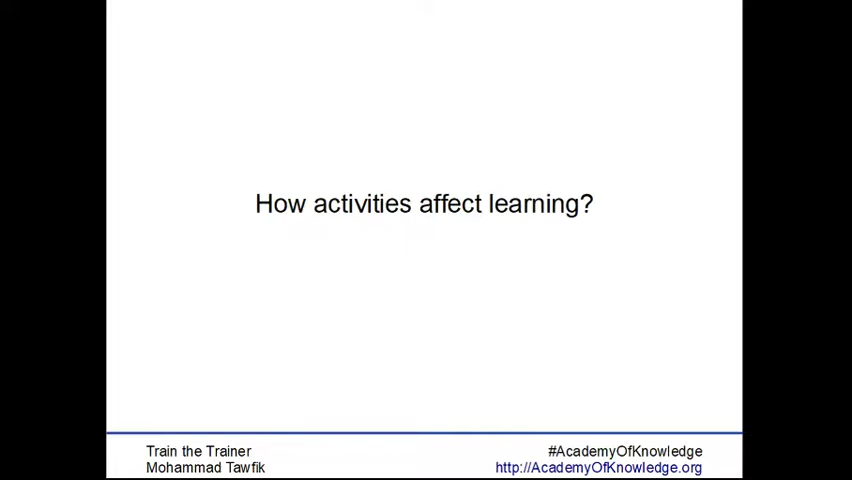 How activities affect learning?
Train the Trainer
Mohammad Tawfik
#AcademyOfKnowledge
http://AcademyOfKnowledge.org